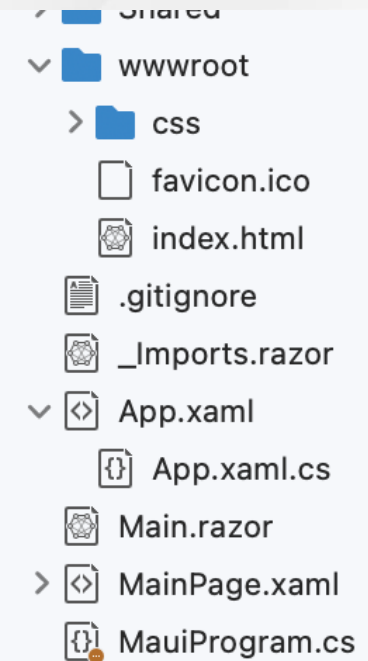 Shared
wwwroot
css
favicon.ico
index.html
.gitignore
_Imports.razor
App.xaml
App.xaml.cs
Main.razor
MainPage.xaml
MauiProgram.cs